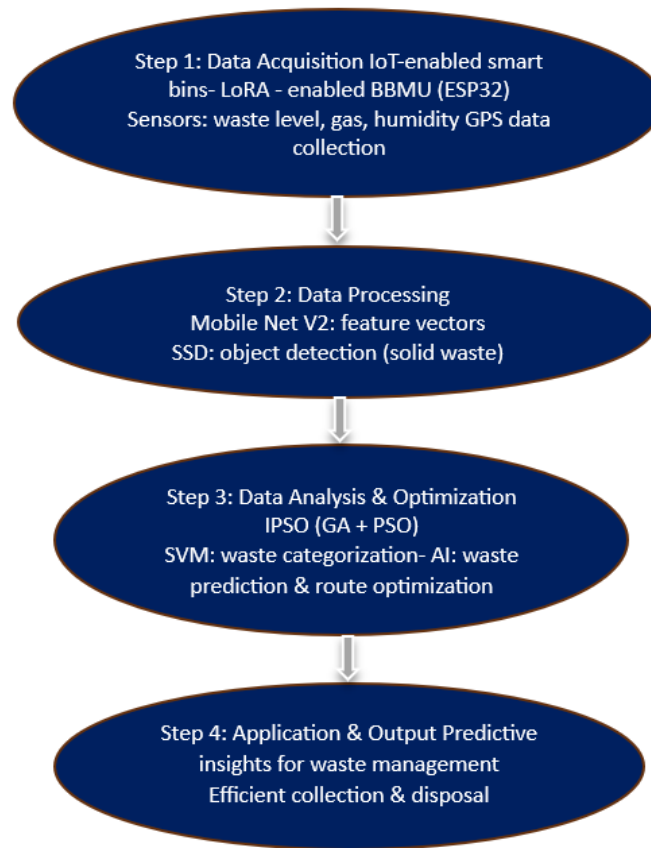 Step 1: Data Acquisition IoT-enabled smart
bins- LoRA - enabled BBMU (ESP32)
Sensors: waste level, gas, humidity GPS data
collection
Step 2: Data Processing
Mobile Net V2: feature vectors
SSD: object detection (solid waste)
Step 3: Data Analysis & Optimization
IPSO (GA + PSO)
SVM: waste categorization- AI: waste
prediction & route optimization
Step 4: Application & Output Predictive
insights for waste management
Efficient collection & disposal